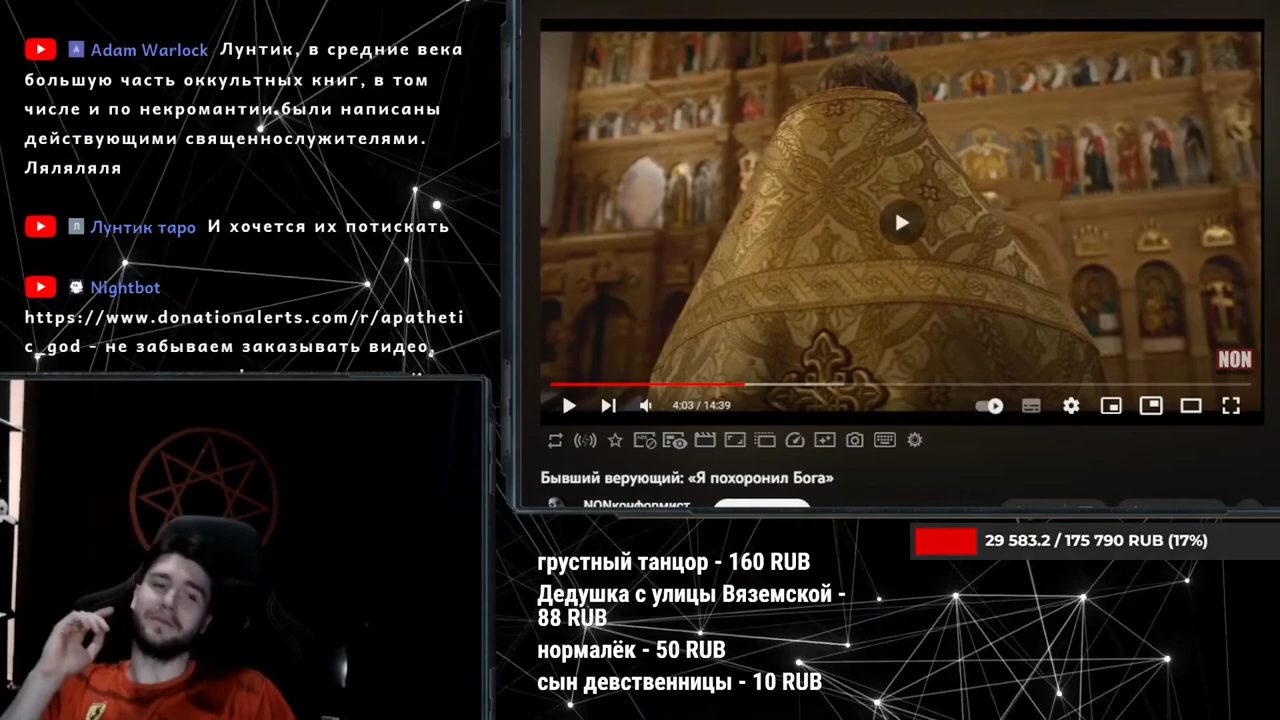 Adam Warlock Лунтик, в средние века
большую часть оккультных книг, в том
числе и по некромантии,были написаны
действующими священнослужителями.
Ляляляля
Лунтик таро И хочется их потискать
Nightbot
https://www.donationalerts.com/r/apatheti
c_god - не забываем заказывать видео,
NON
4:03 / 14:39
Бывший верующий: «Я похоронил Бога»
NONконформист
29 583.2 / 175 790 RUB (17%)
грустный танцор - 160 RUB
Дедушка с улицы Вяземской -
88 RUB
нормалёк - 50 RUB
сын девственницы - 10 RUB